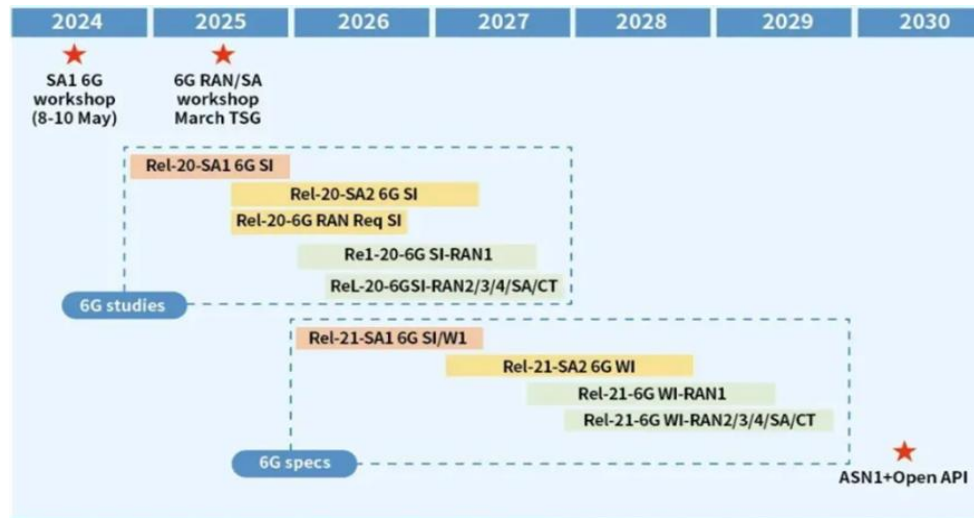 2024 2025 2026 2027 2028 2029 2030
SA1 6G
workshop
(8-10 May)
6G RAN/SA
workshop
March TSG
Rel-20-SA1 6G SI
Rel-20-SA2 6G SI
Rel-20-6G RAN Req SI
Re1-20-6G SI-RAN1
ReL-20-6GSI-RAN2/3/4/SA/CT
6G studies
Rel-21-SA1 6G SI/W1
Rel-21-SA2 6G WI
Rel-21-6G WI-RAN1
Rel-21-6G WI-RAN2/3/4/SA/CT
6G specs
ASN1+Open API